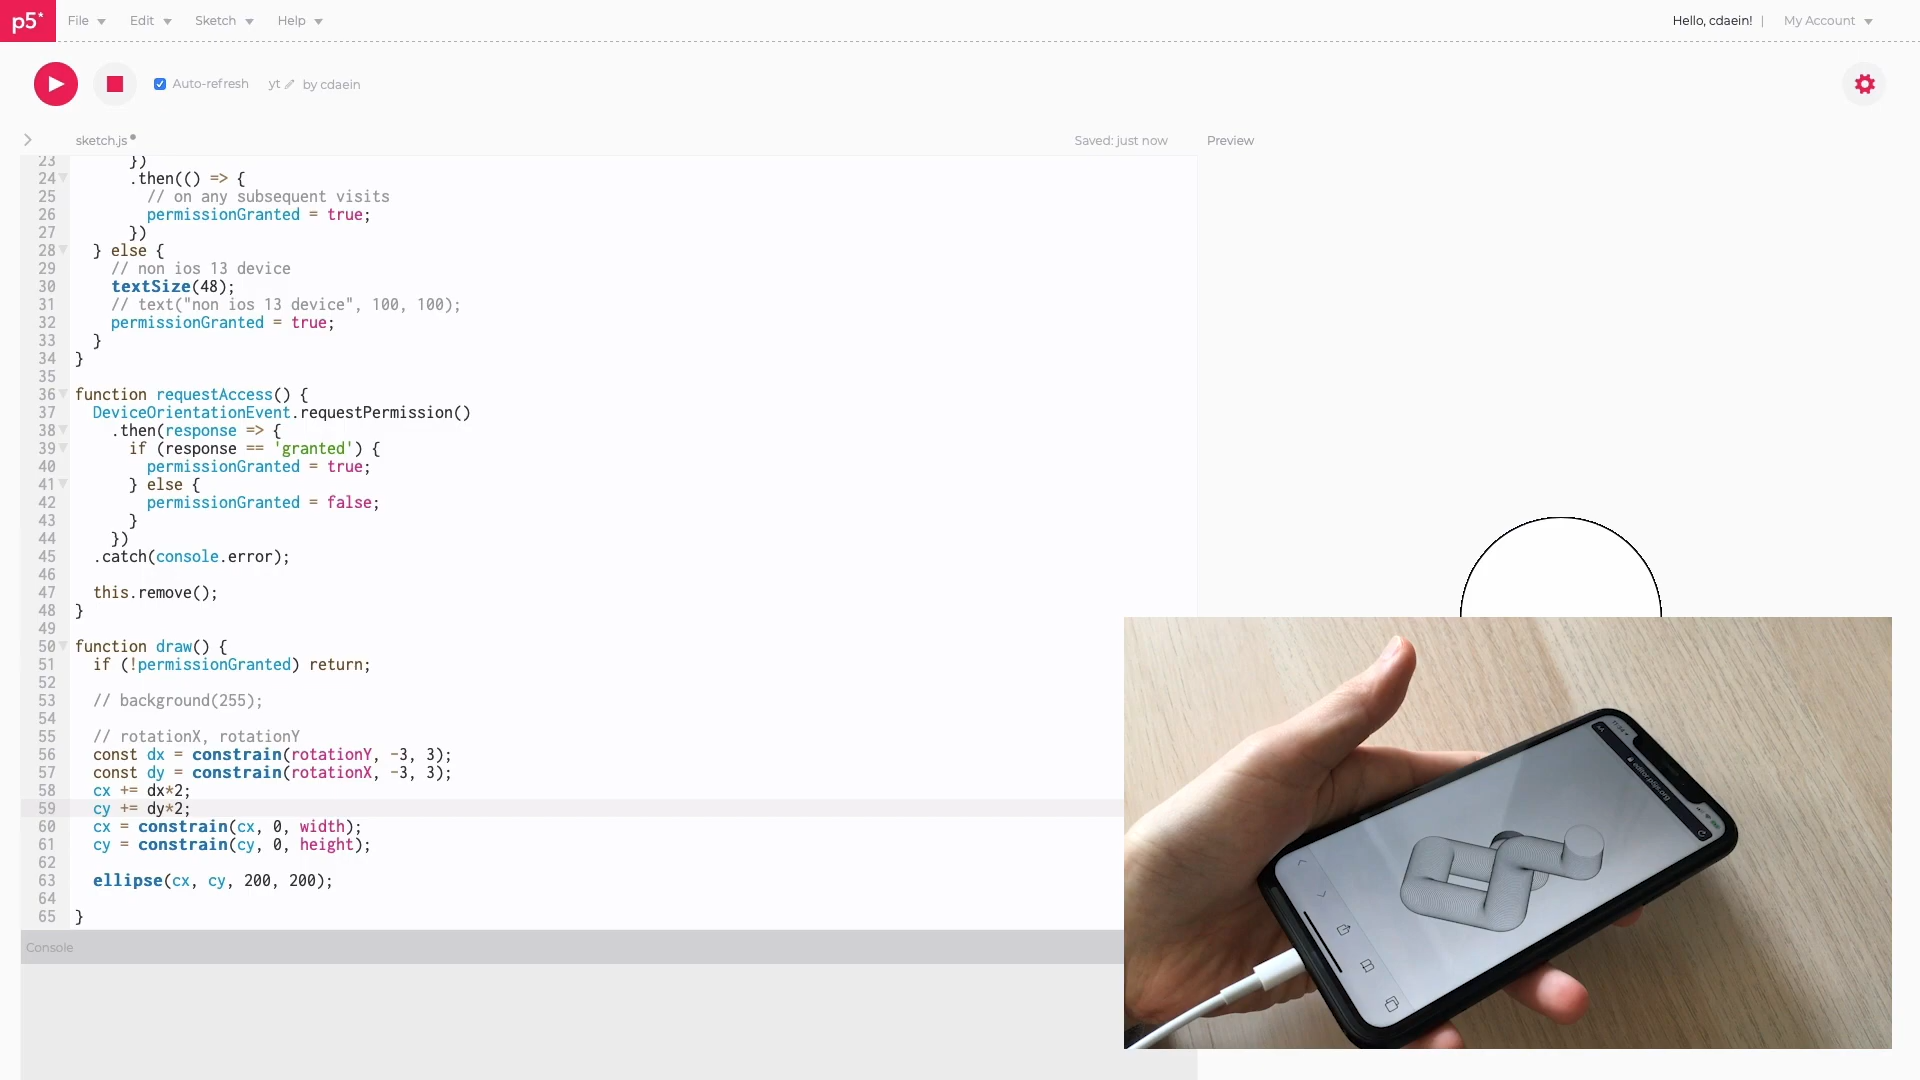 p5* File Edit Sketch Help Hello, cdaein! | My Account
Auto-refresh yt by cdaein
sketch.js Saved: just now Preview
23 })
24 .then(() => {
25 // on any subsequent visits
26 permissionGranted = true;
27 })
28 } else {
29 // non ios 13 device
30 textSize(48);
31 // text("non ios 13 device", 100, 100);
32 permissionGranted = true;
33 }
34 }
35
36 function requestAccess() {
37 DeviceOrientationEvent.requestPermission()
38 .then(response => {
39 if (response == 'granted') {
40 permissionGranted = true;
41 } else {
42 permissionGranted = false;
43 }
44 })
45 .catch(console.error);
46
47 this.remove();
48 }
49
50 function draw() {
51 if (!permissionGranted) return;
52
53 // background(255);
54
55 // rotationX, rotationY
56 const dx = constrain(rotationY, -3, 3);
57 const dy = constrain(rotationX, -3, 3);
58 cx += dx*2;
59 cy += dy*2;
60 cx = constrain(cx, 0, width);
61 cy = constrain(cy, 0, height);
62
63 ellipse(cx, cy, 200, 200);
64
65 }
Console
editor.p5js.org